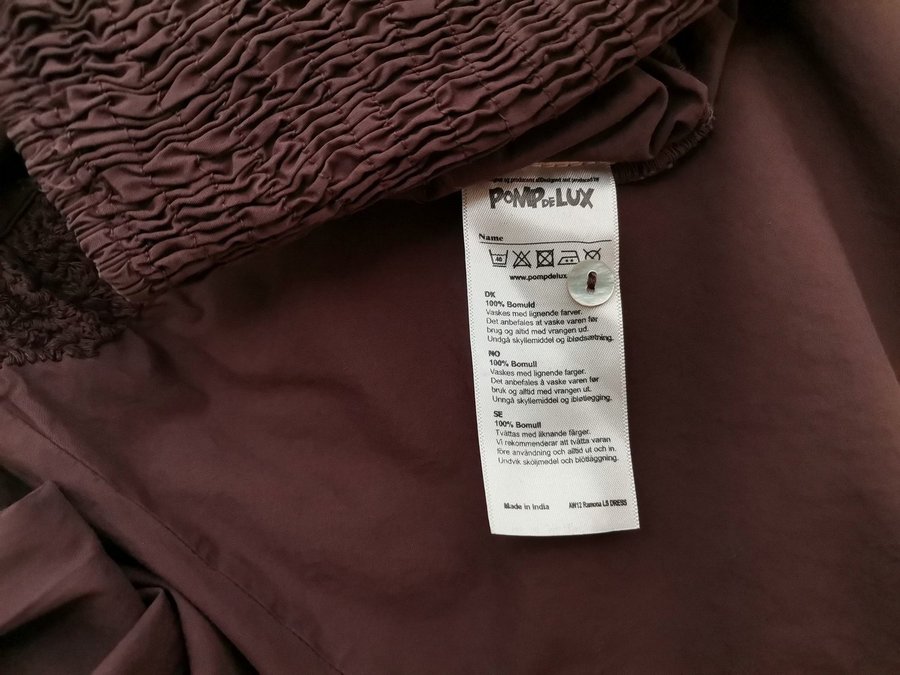 and produced by
POMP DE LUX
Name
40
www.pompdelux
DK
100% Bomuld
Vaskes med lignende farver.
Det anbefales at vaske varen før
brug og altid med vrangen ud.
Undgå skyllemiddel og iblødsætning.
NO
100% Bomull
Vaskes med lignende farger.
Det anbefales å vaske varen før
bruk og alltid med vrangen ut.
Unngå skyllemiddel og ibløtlegging.
SE
100% Bomull
Tvättas med liknande färger.
Vi rekommenderar att tvätta varan
före användning och alltid ut och in.
Undvik sköljmedel och blötläggning.
Made in India AW12 Ramona LS DRESS